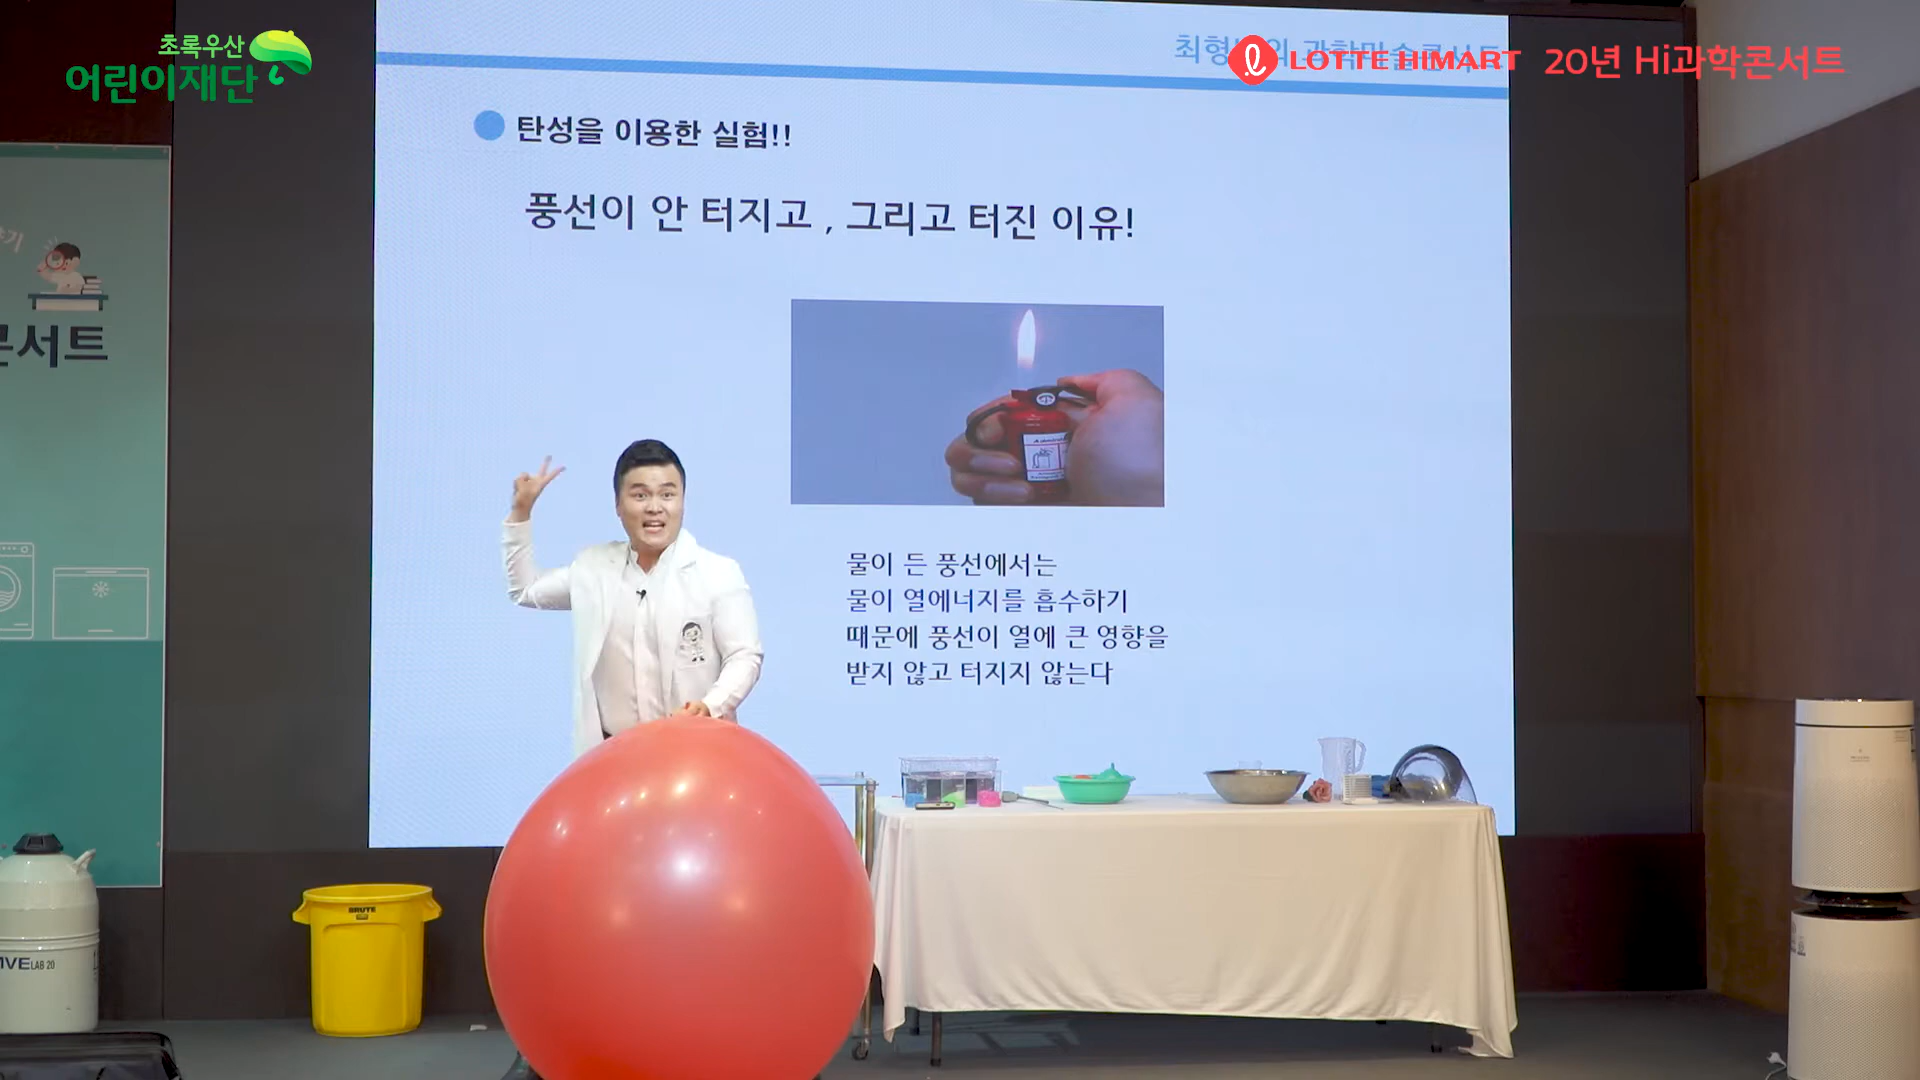 초록우산
어린이재단
LOTTE HIMART 20년 Hi과학콘서트
탄성을 이용한 실험!!
풍선이 안 터지고 , 그리고 터진 이유!
물이 든 풍선에서는
물이 열에너지를 흡수하기
때문에 풍선이 열에 큰 영향을
받지 않고 터지지 않는다
콘서트
BRUTE
LAB 20